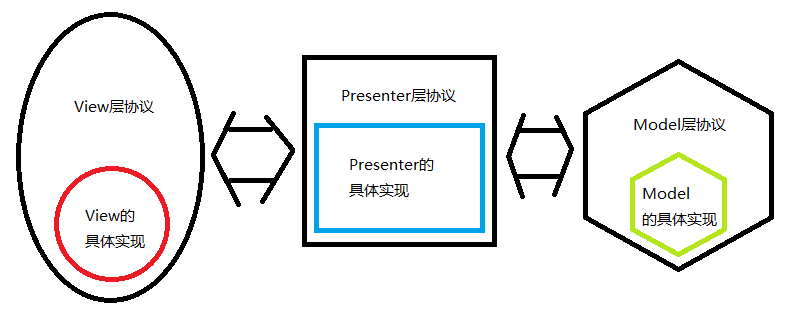 View层协议
View的
具体实现
Presenter层协议
Presenter的
具体实现
Model层协议
Model
的具体实现